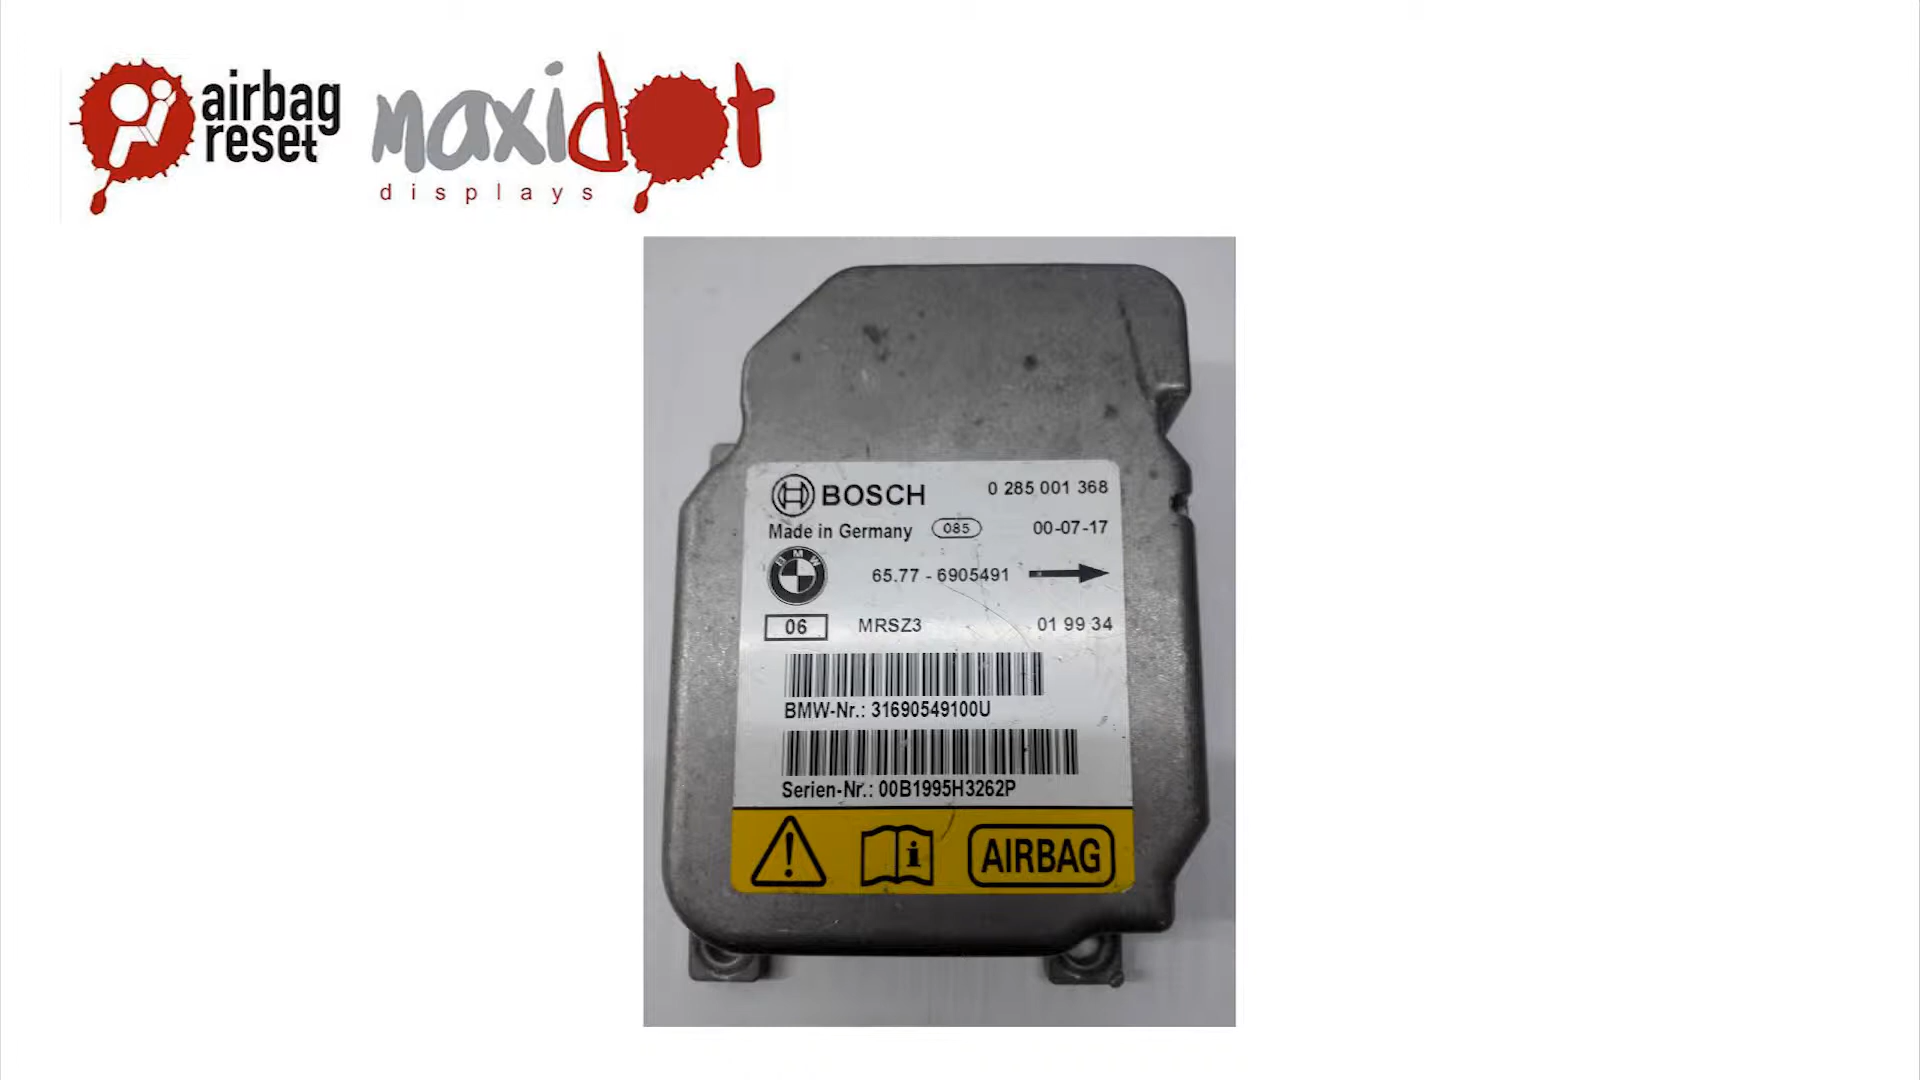 airbag
reset
maxidot
displays
BOSCH 0 285 001 368
Made in Germany 085 00-07-17
BMW
65.77 - 6905491
06 MRSZ3 01 99 34
BMW-Nr.: 31690549100U
Serien-Nr.: 00B1995H3262P
AIRBAG